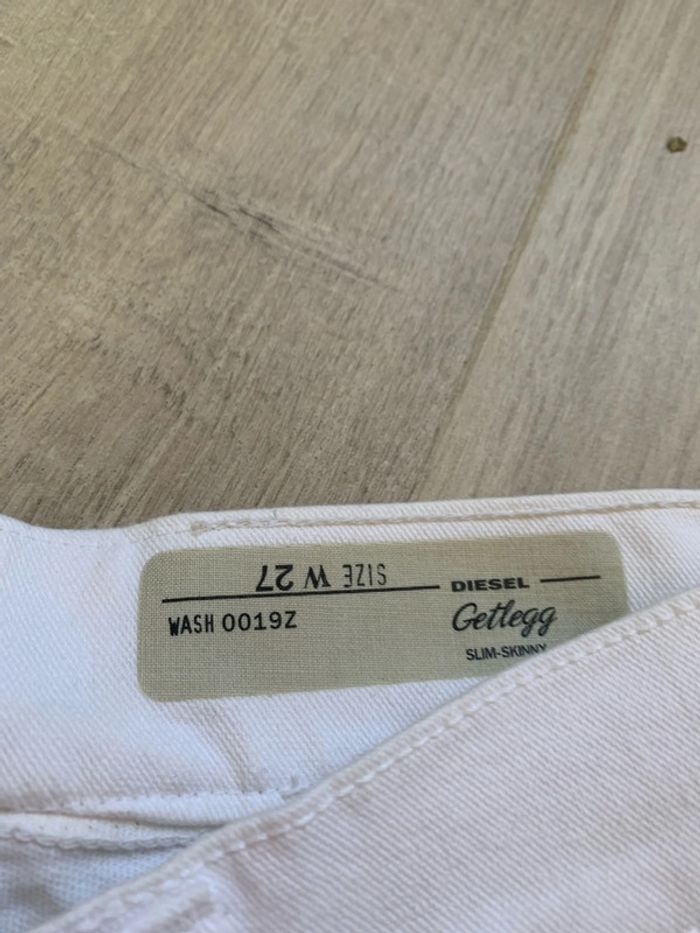 SIZE W 27
DIESEL
WASH 0019Z
Getlegg
SLIM-SKINNY